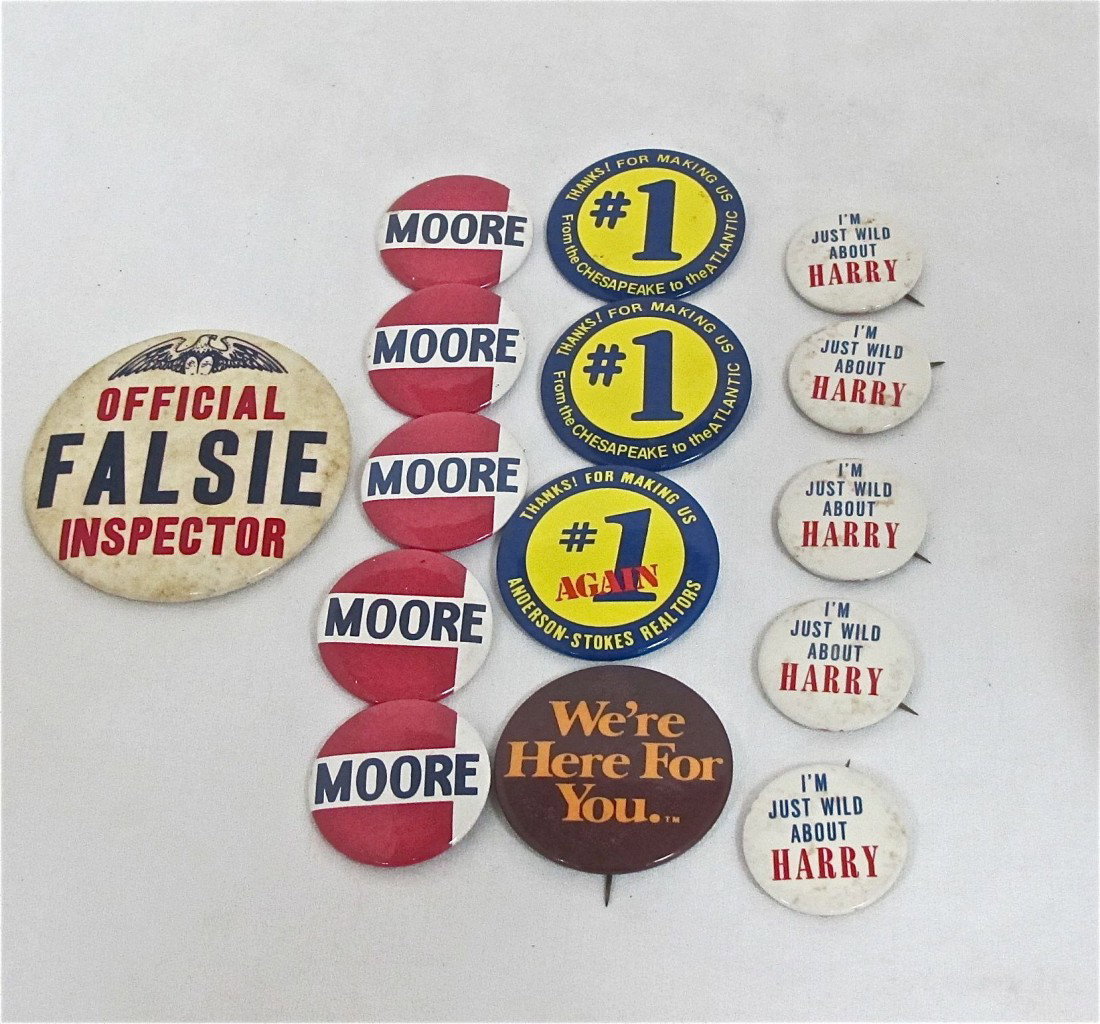 OFFICIAL
FALSIE
INSPECTOR
MOORE
MOORE
MOORE
MOORE
MOORE
THANKS! FOR MAKING US
#1
From the CHESAPEAKE to the ATLANTIC
THANKS! FOR MAKING US
#1
From the CHESAPEAKE to the ATLANTIC
THANKS! FOR MAKING US
#1
AGAIN
ANDERSON-STOKES REALTORS
We're
Here For
You.™
I'M
JUST WILD
ABOUT
HARRY
I'M
JUST WILD
ABOUT
HARRY
I'M
JUST WILD
ABOUT
HARRY
I'M
JUST WILD
ABOUT
HARRY
I'M
JUST WILD
ABOUT
HARRY